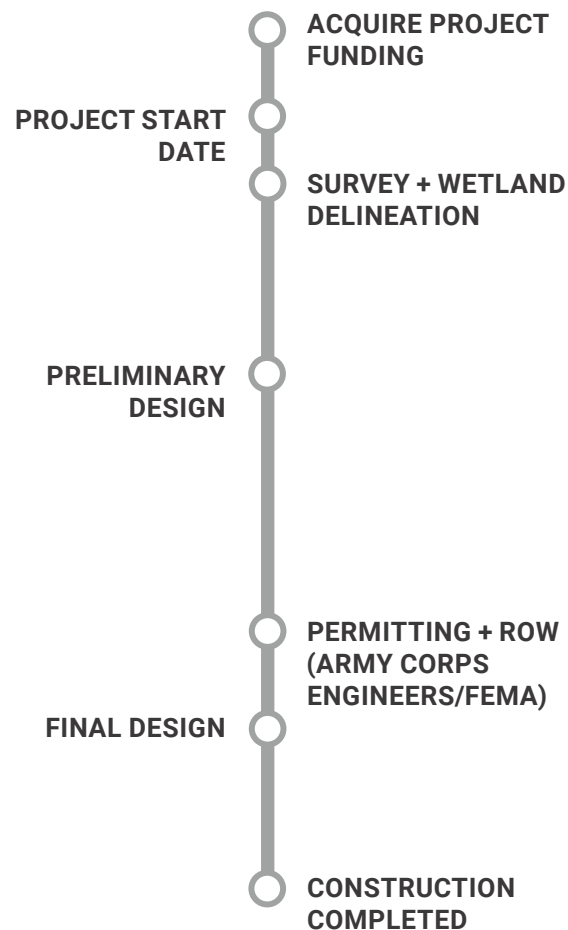 ACQUIRE PROJECT
FUNDING
PROJECT START
DATE
SURVEY + WETLAND
DELINEATION
PRELIMINARY
DESIGN
PERMITTING + ROW
(ARMY CORPS
ENGINEERS/FEMA)
FINAL DESIGN
CONSTRUCTION
COMPLETED